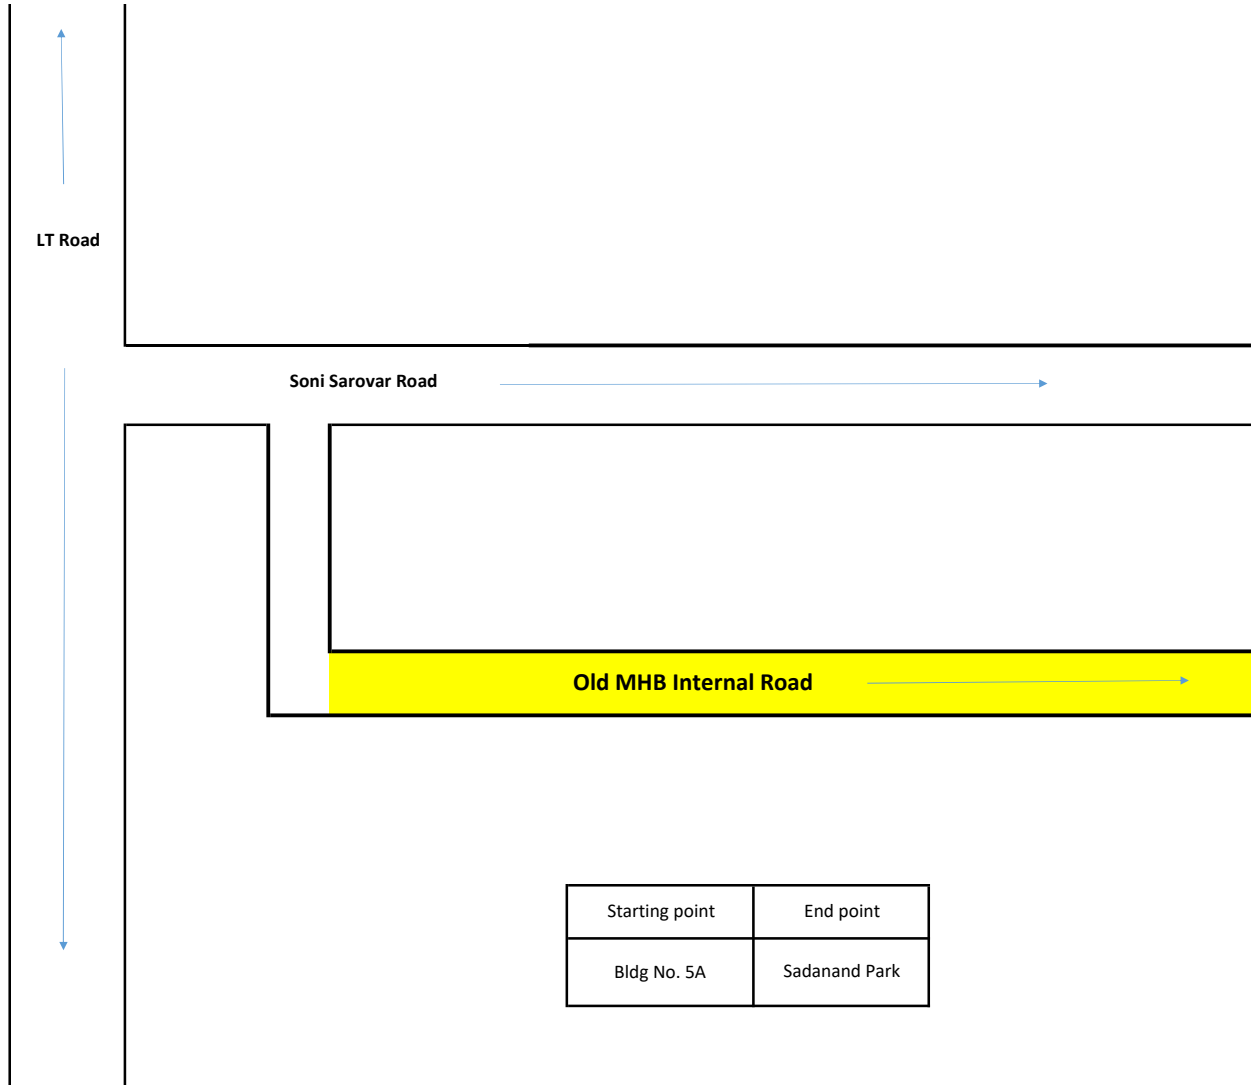 LT Road
Soni Sarovar Road
Old MHB Internal Road
Starting point End point
Bldg No. 5A Sadanand Park